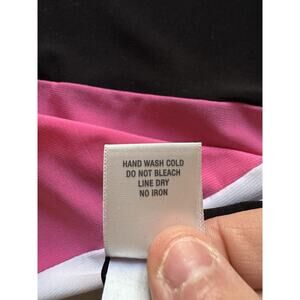 HAND WASH COLD
DO NOT BLEACH
LINE DRY
NO IRON